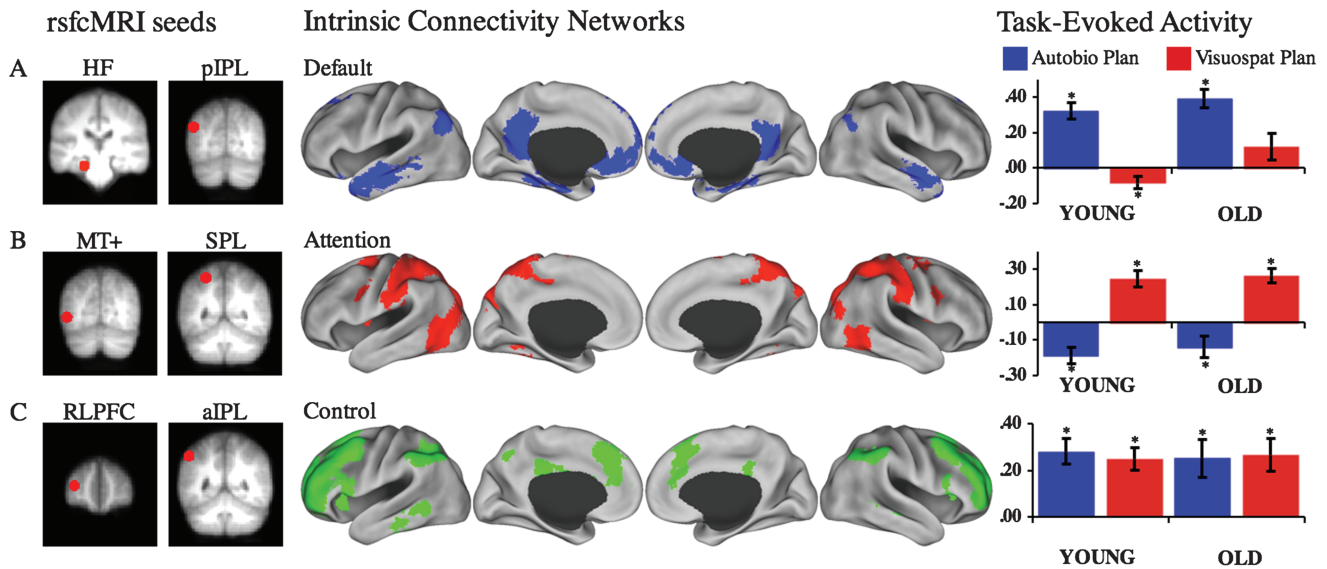 rsfcMRI seeds Intrinsic Connectivity Networks Task-Evoked Activity
Autobio Plan Visuospat Plan
A HF pIPL Default
* *
.40
.20
.00
-.20
*
YOUNG OLD
B MT+ SPL Attention
* *
.30
.10
-.10
-.30
* *
YOUNG OLD
C RLPFC aIPL Control
* * * *
.40
.20
.00
YOUNG OLD